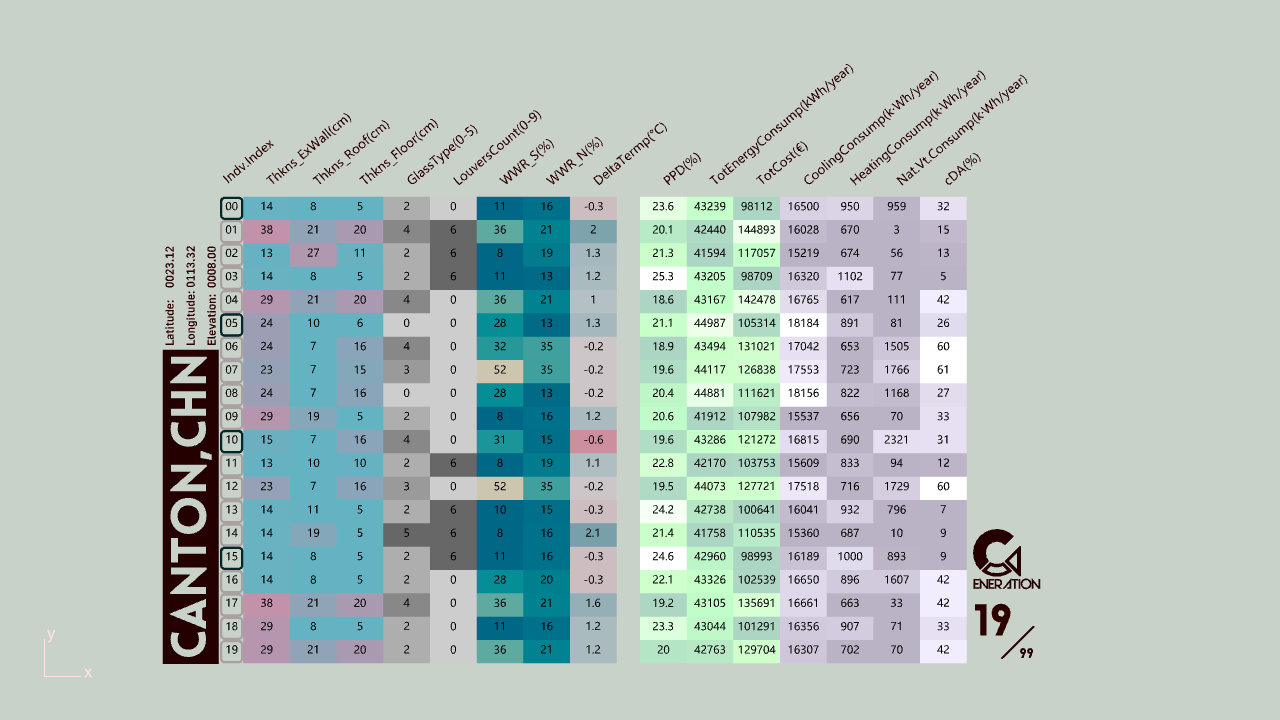 Indv.Index Thkns_ExWall(cm) Thkns_Roof(cm) Thkns_Floor(cm) GlassType(0-5) LouversCount(0-9) WWR_S(%) WWR_N(%) DeltaTermp(°C) PPD(%) TotEnergyConsump(kWh/year) TotCost(€) CoolingConsump(k·Wh/year) HeatingConsump(k·Wh/year) Nat.Vt.Consump(k·Wh/year) cDA(%)
00 14 8 5 2 0 11 16 -0.3 23.6 43239 98112 16500 950 959 32
01 38 21 20 4 6 36 21 2 20.1 42440 144893 16028 670 3 15
02 13 27 11 2 6 8 19 1.3 21.3 41594 117057 15219 674 56 13
03 14 8 5 2 6 11 13 1.2 25.3 43205 98709 16320 1102 77 5
04 29 21 20 4 0 36 21 1 18.6 43167 142478 16765 617 111 42
05 24 10 6 0 0 28 13 1.3 21.1 44987 105314 18184 891 81 26
06 24 7 16 4 0 32 35 -0.2 18.9 43494 131021 17042 653 1505 60
07 23 7 15 3 0 52 35 -0.2 19.6 44117 126838 17553 723 1766 61
08 24 7 16 0 0 28 13 -0.2 20.4 44881 111621 18156 822 1168 27
09 29 19 5 2 0 8 16 1.2 20.6 41912 107982 15537 656 70 33
10 15 7 16 4 0 31 15 -0.6 19.6 43286 121272 16815 690 2321 31
11 13 10 10 2 6 8 19 1.1 22.8 42170 103753 15609 833 94 12
12 23 7 16 3 0 52 35 -0.2 19.5 44073 127721 17518 716 1729 60
13 14 11 5 2 6 10 15 -0.3 24.2 42738 100641 16041 932 796 7
14 14 19 5 5 6 8 16 2.1 21.4 41758 110535 15360 687 10 9
15 14 8 5 2 6 11 16 -0.3 24.6 42960 98993 16189 1000 893 9
16 14 8 5 2 0 28 20 -0.3 22.1 43326 102539 16650 896 1607 42
17 38 21 20 4 0 36 21 1.6 19.2 43105 135691 16661 663 33 42
18 29 8 5 2 0 11 16 1.2 23.3 43044 101291 16356 907 71 33
19 29 21 20 2 0 36 21 1.2 20 42763 129704 16307 702 70 42
Latitude: 0023.12
Longitude: 0113.32
Elevation: 0008.00
CANTON,CHN
GENERATION
19/99
y
x